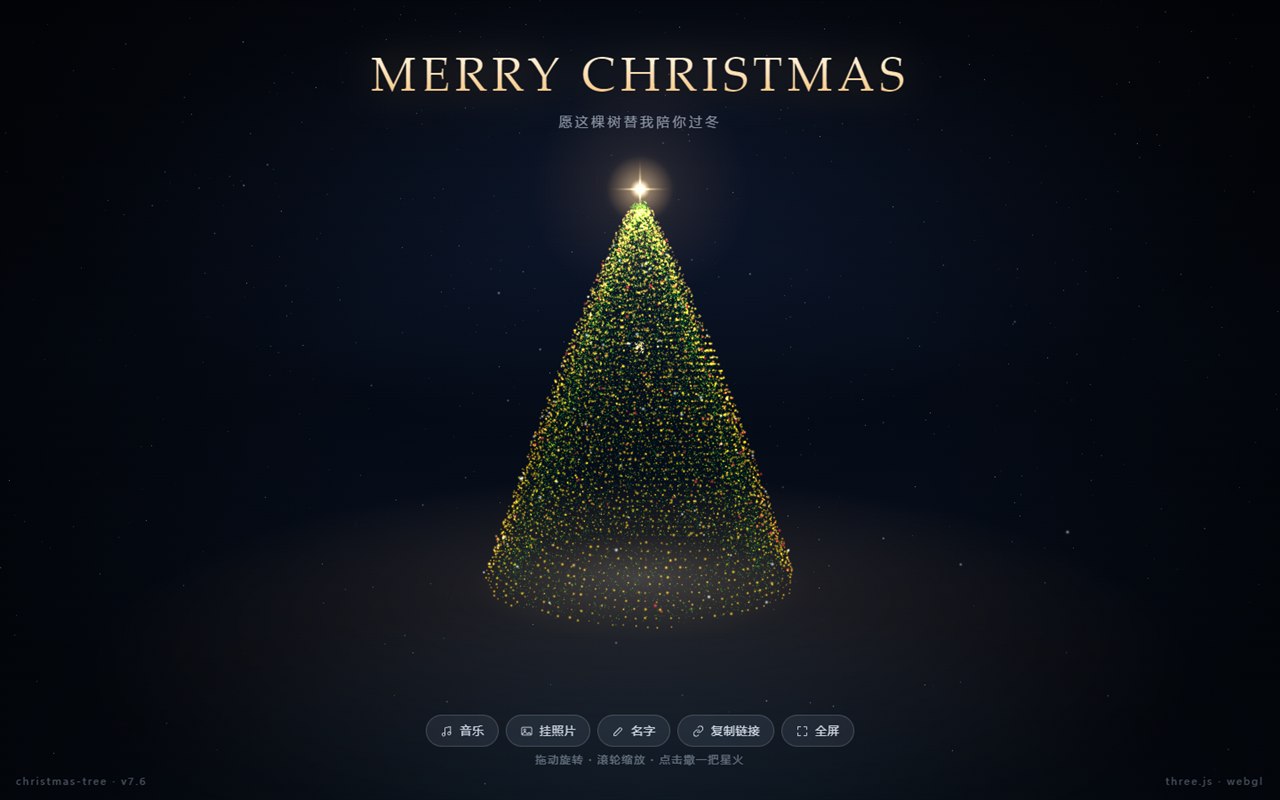 MERRY CHRISTMAS
愿这棵树替我陪你过冬
音乐 挂照片 名字 复制链接 全屏
拖动旋转 · 滚轮缩放 · 点击撒一把星火
christmas-tree · v7.6
three.js · webgl